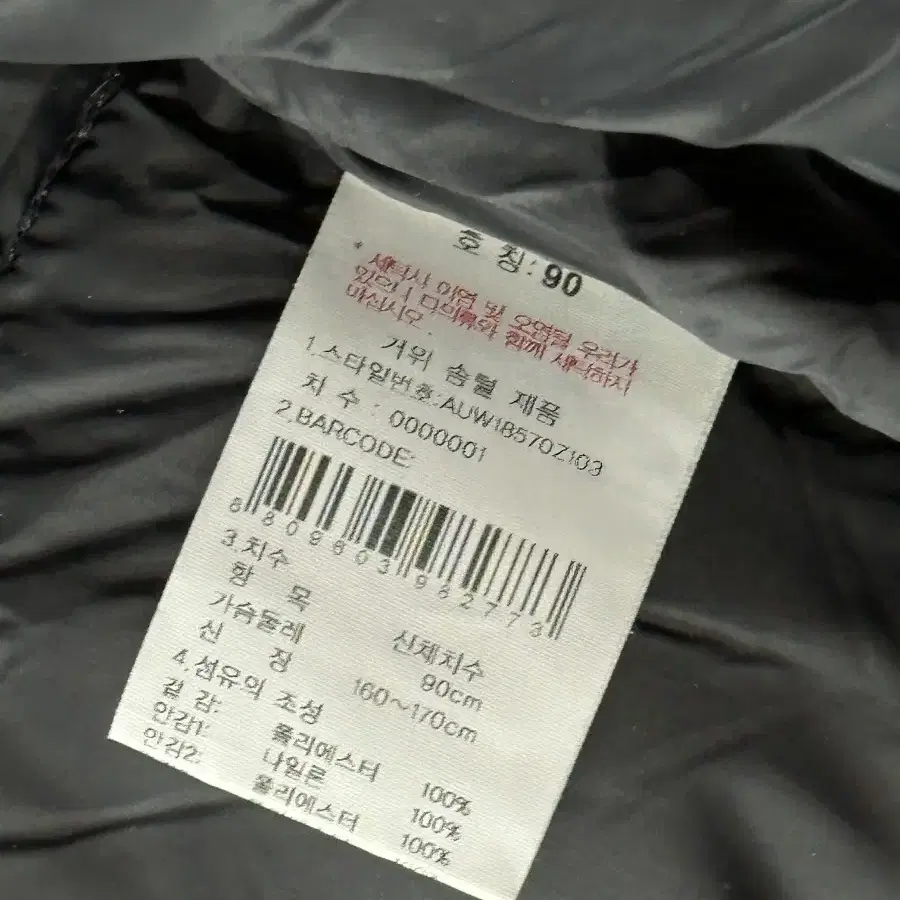 호 칭: 90
* 세탁시 이염 및 오염될 우려가
있으니 다의류와 함께 세탁하지
마십시오.
거위 솜털 제품
1.스타일번호:AUW1B570Z103
치 수 : 0000001
2.BARCODE:
8809803982773
3.치수
항 목 신체치수
가슴둘레 90cm
신 장 160~170cm
4.섬유의 조성
겉 감: 폴리에스터 100%
안감1: 나일론 100%
안감2: 폴리에스터 100%